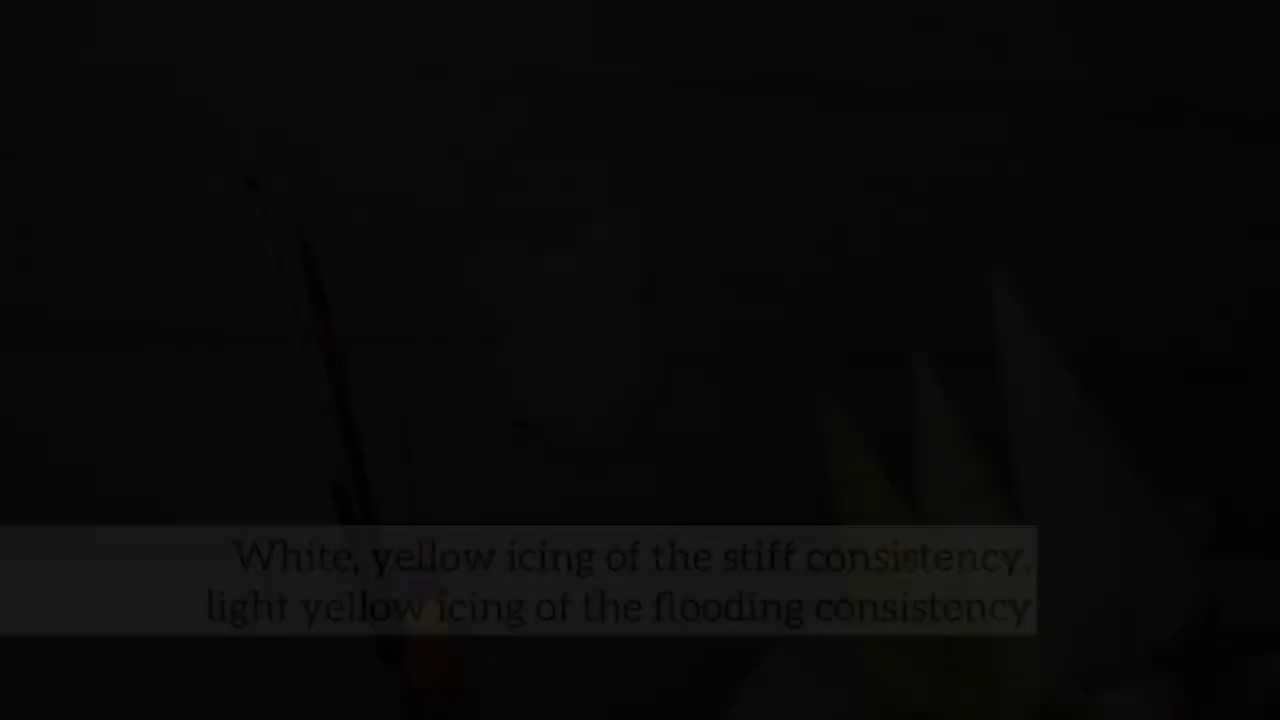 White, yellow icing of the stiff consistency,
light yellow icing of the flooding consistency